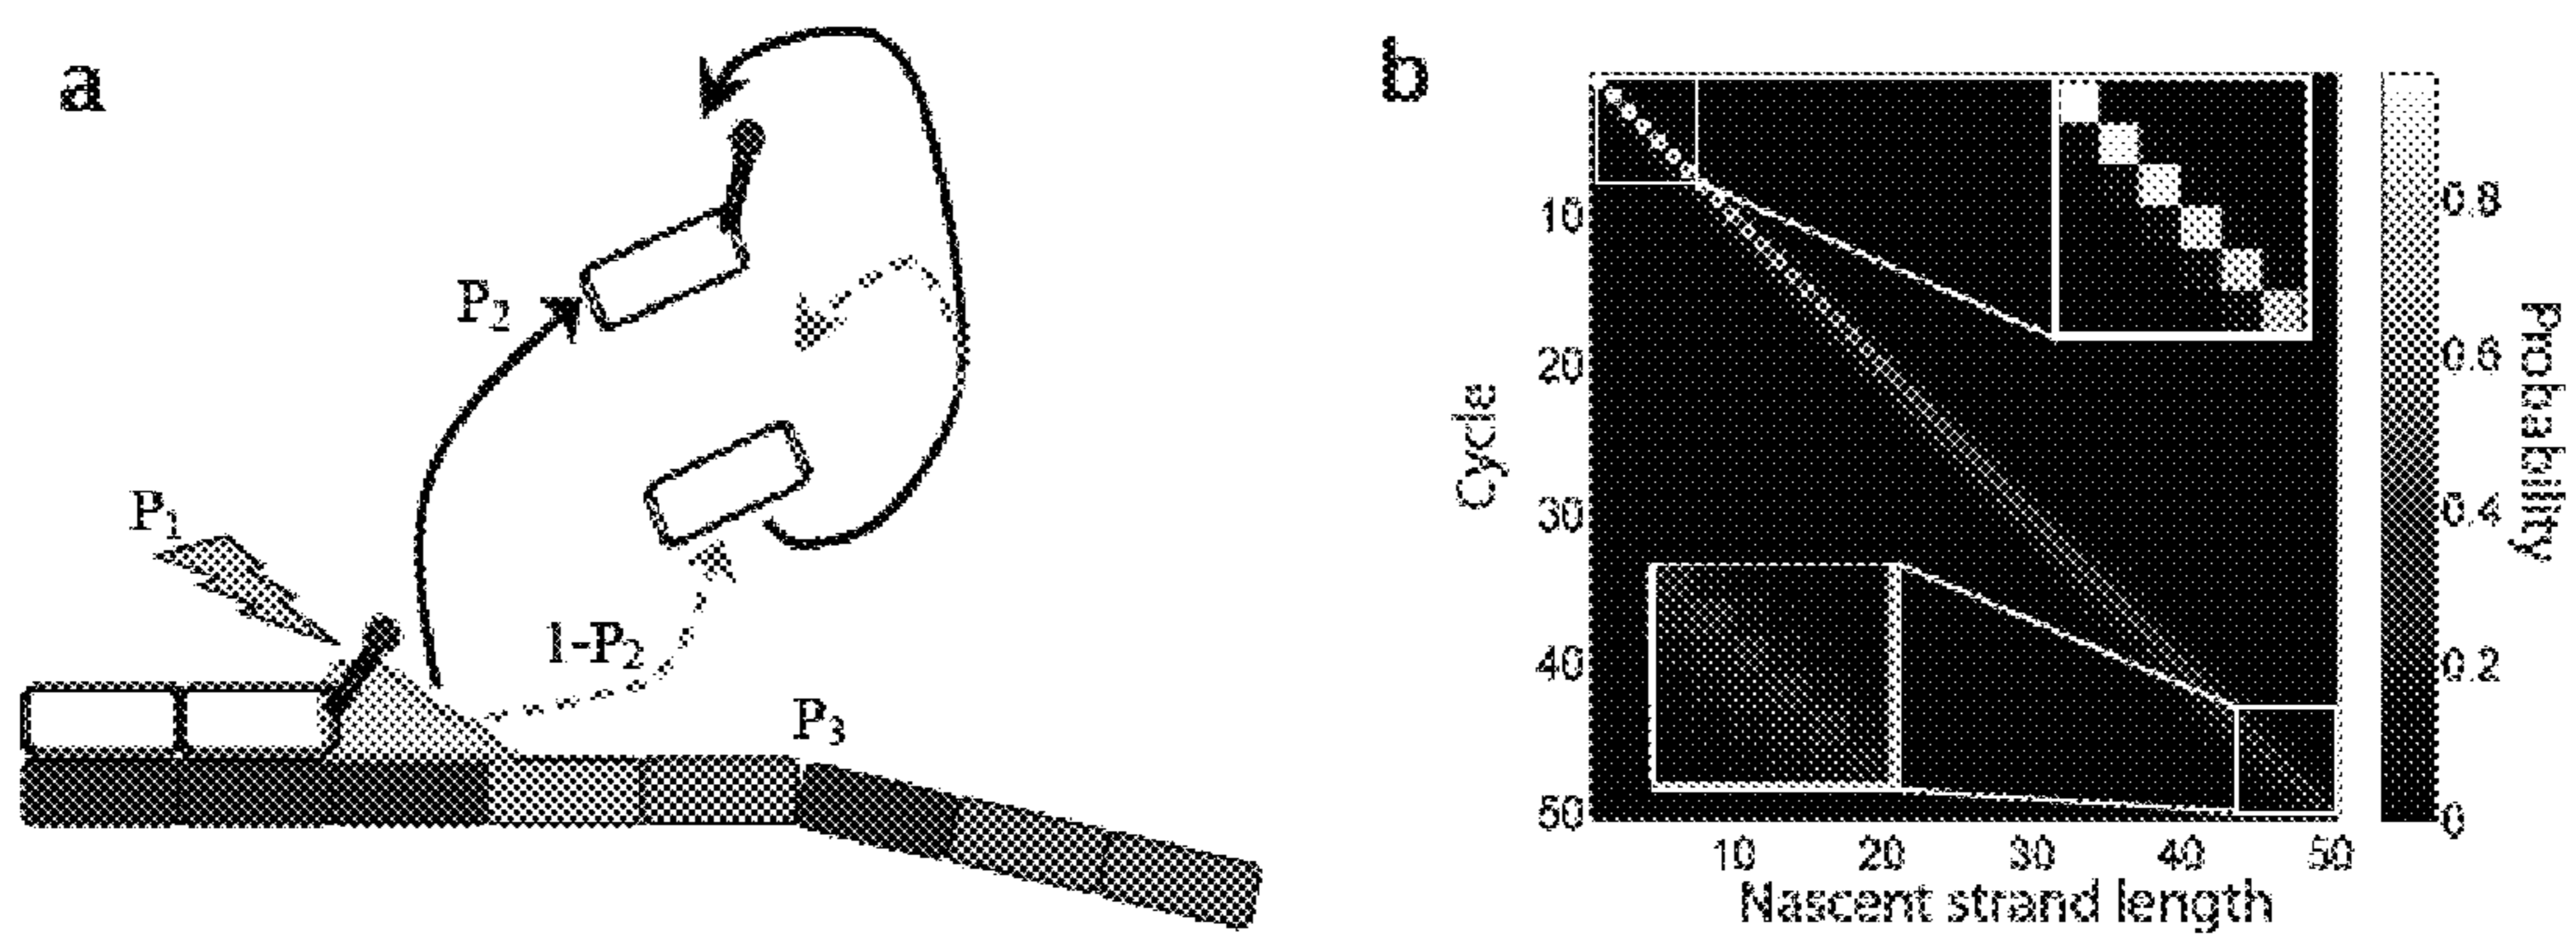 a
P₂
P₁
1-P₂
P₃
b
10
20
30
40
50
Cycle
10 20 30 40 50
Nascent strand length
0.8
0.6
0.4
0.2
0
Probability